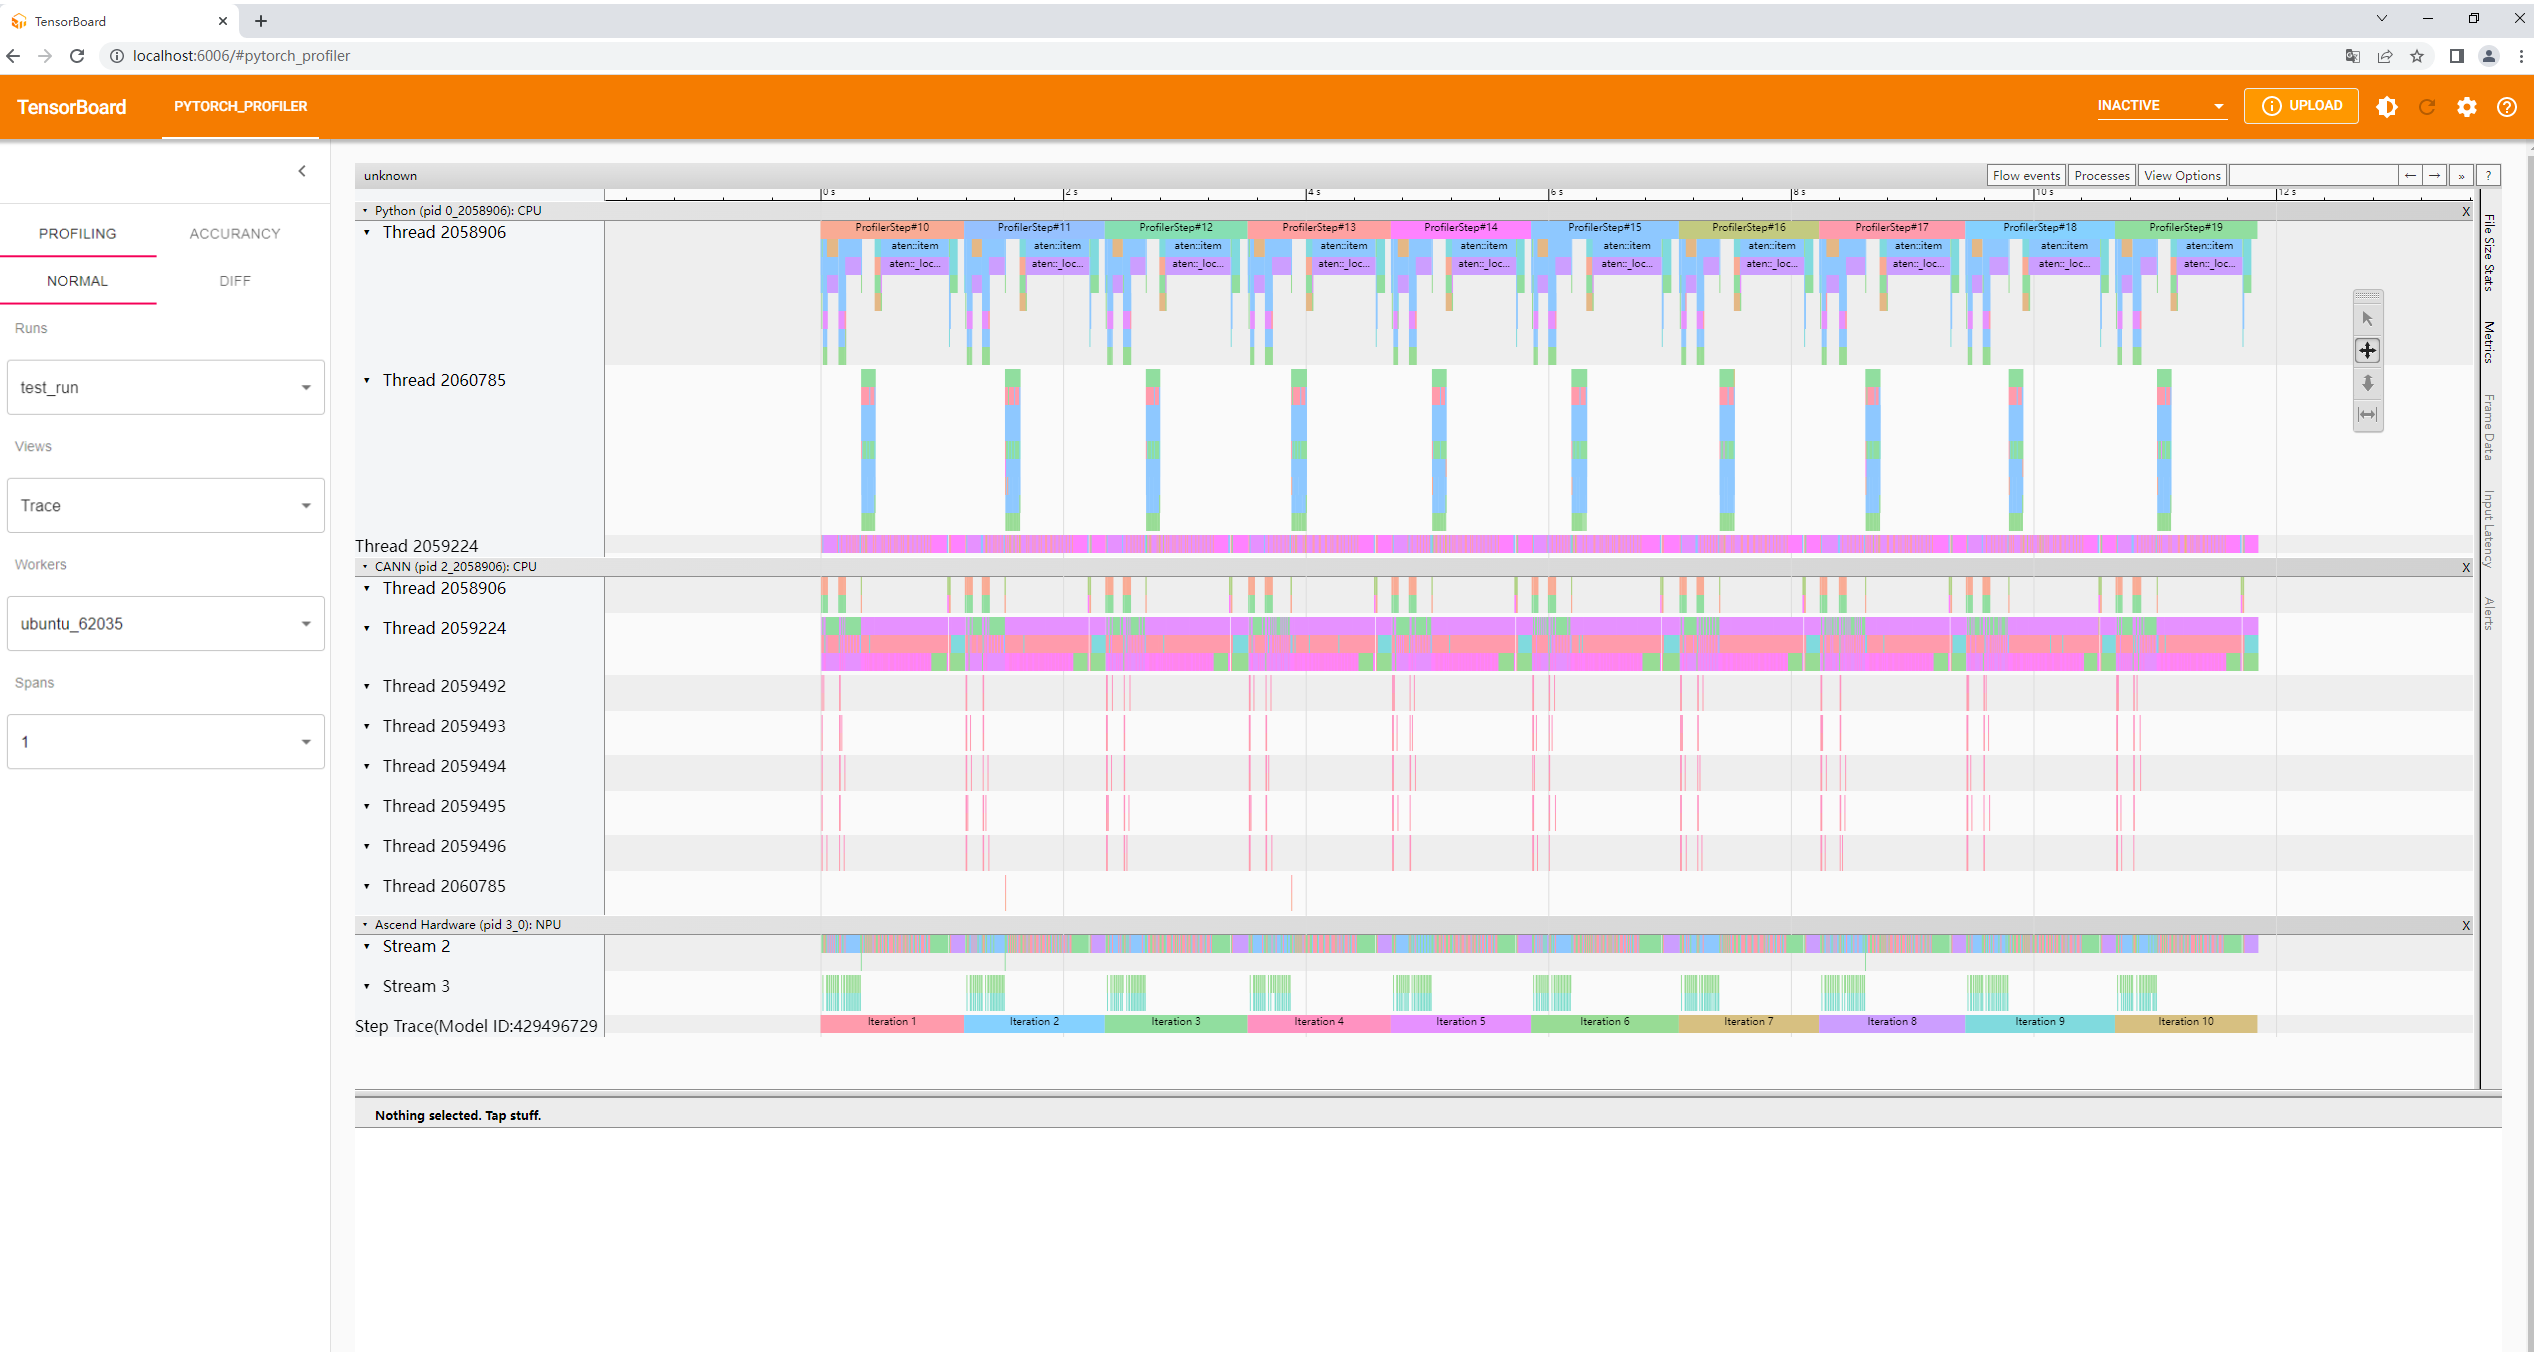 TensorBoard
localhost:6006/#pytorch_profiler
TensorBoard PYTORCH_PROFILER INACTIVE UPLOAD
PROFILING ACCURANCY
NORMAL DIFF
Runs
test_run
Views
Trace
Workers
ubuntu_62035
Spans
1
unknown Flow events Processes View Options ← → » ?
0 s 2 s 4 s 6 s 8 s 10 s 12 s
Python (pid 0_2058906): CPU X
Thread 2058906 ProfilerStep#10 ProfilerStep#11 ProfilerStep#12 ProfilerStep#13 ProfilerStep#14 ProfilerStep#15 ProfilerStep#16 ProfilerStep#17 ProfilerStep#18 ProfilerStep#19
aten::item aten::item aten::item aten::item aten::item aten::item aten::item aten::item aten::item aten::item
aten::_loc... aten::_loc... aten::_loc... aten::_loc... aten::_loc... aten::_loc... aten::_loc... aten::_loc... aten::_loc... aten::_loc...
Thread 2060785
Thread 2059224
CANN (pid 2_2058906): CPU X
Thread 2058906
Thread 2059224
Thread 2059492
Thread 2059493
Thread 2059494
Thread 2059495
Thread 2059496
Thread 2060785
Ascend Hardware (pid 3_0): NPU X
Stream 2
Stream 3
Step Trace(Model ID:429496729 Iteration 1 Iteration 2 Iteration 3 Iteration 4 Iteration 5 Iteration 6 Iteration 7 Iteration 8 Iteration 9 Iteration 10
File Size Stats
Metrics
Frame Data
Input Latency
Alerts
Nothing selected. Tap stuff.